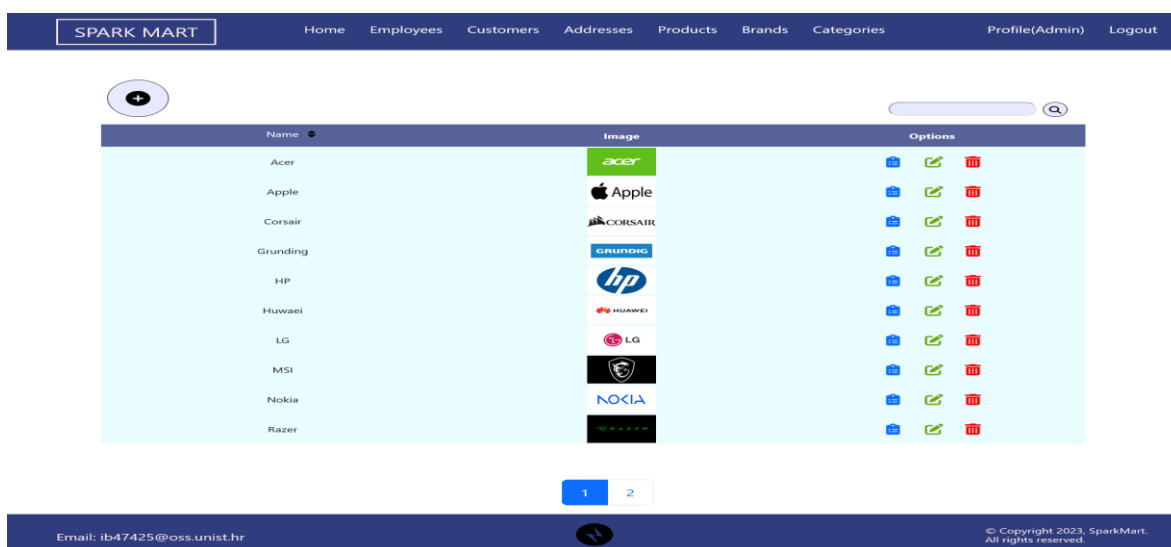 SPARK MART Home Employees Customers Addresses Products Brands Categories Profile(Admin) Logout
Name Image Options
Acer acer
Apple Apple
Corsair CORSAIR
Grunding GRUNDIG
HP hp
Huwaei HUAWEI
LG LG
MSI
Nokia NOKIA
Razer RAZER
1 2
Email: ib47425@oss.unist.hr
© Copyright 2023, SparkMart.
All rights reserved.